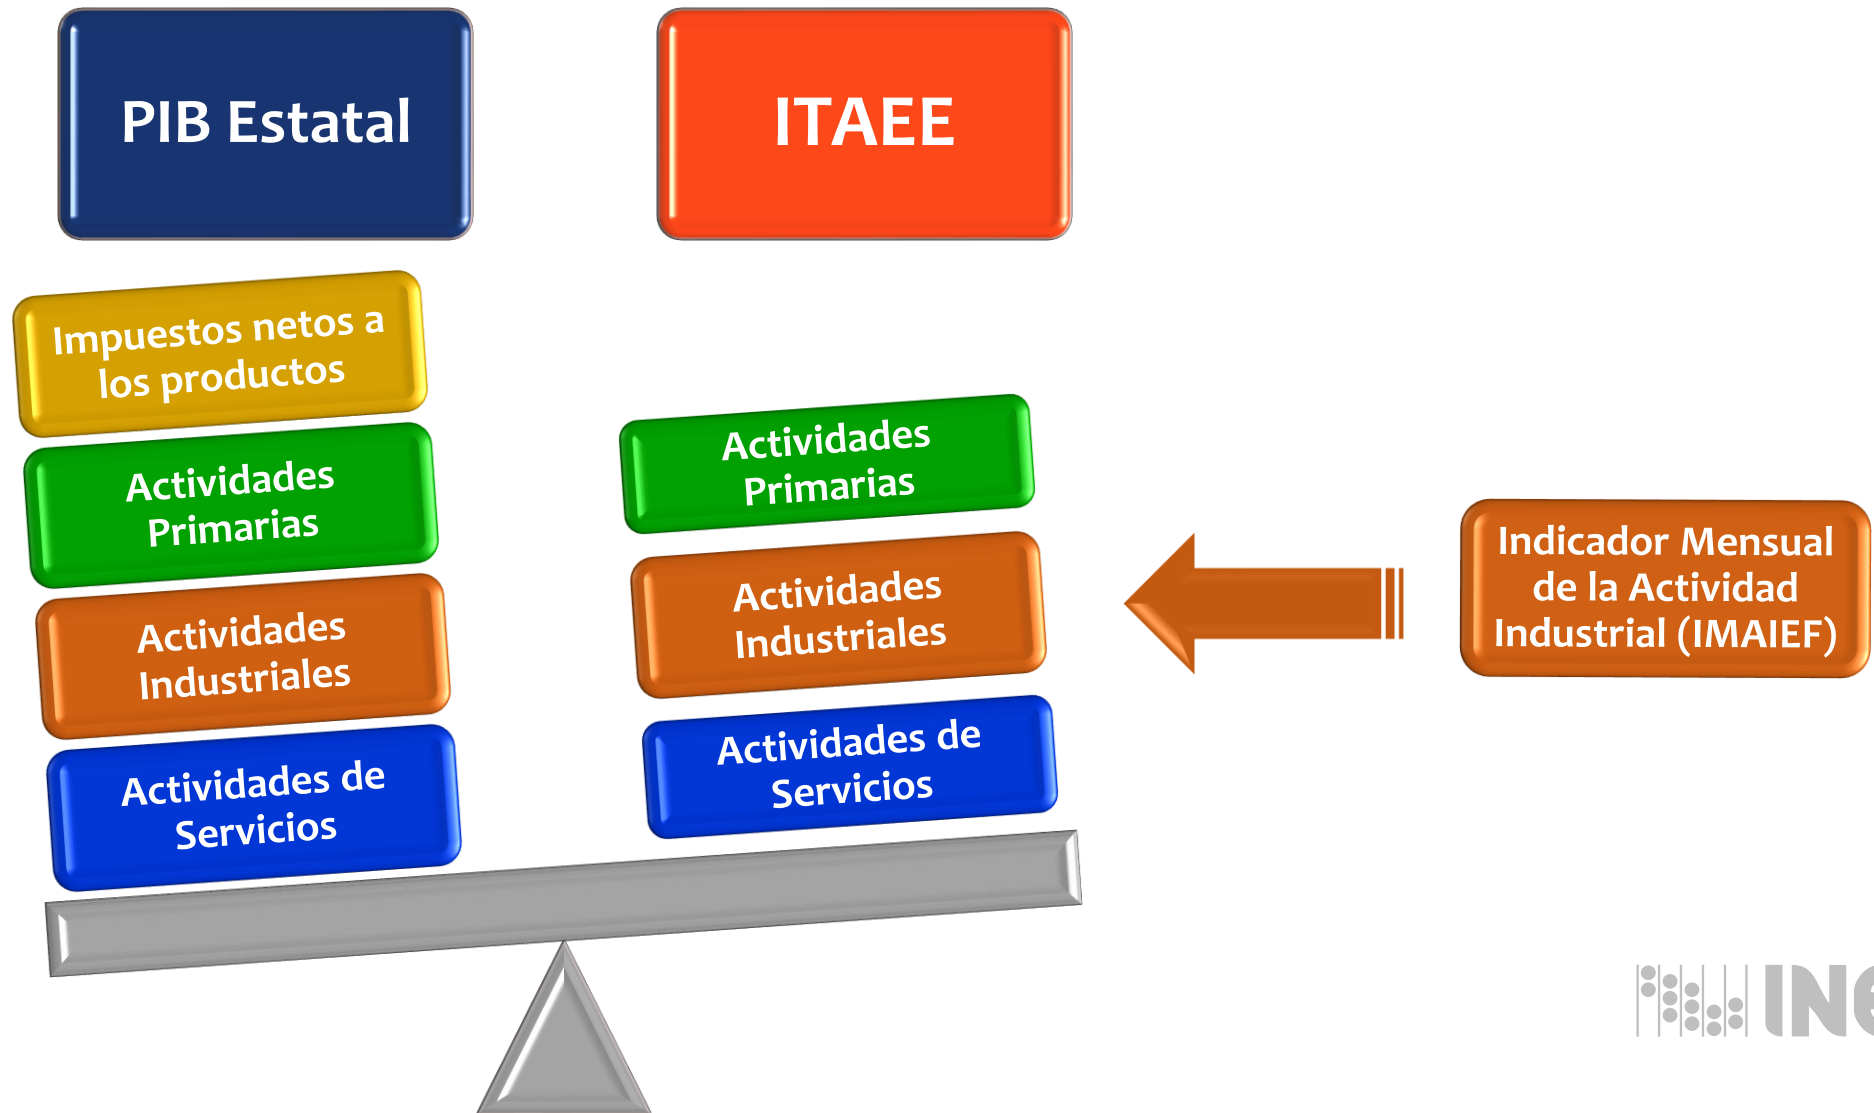 PIB Estatal
ITAEE
Impuestos netos a
los productos
Actividades
Primarias
Actividades
Industriales
Actividades de
Servicios
Actividades
Primarias
Actividades
Industriales
Actividades de
Servicios
Indicador Mensual
de la Actividad
Industrial (IMAIEF)